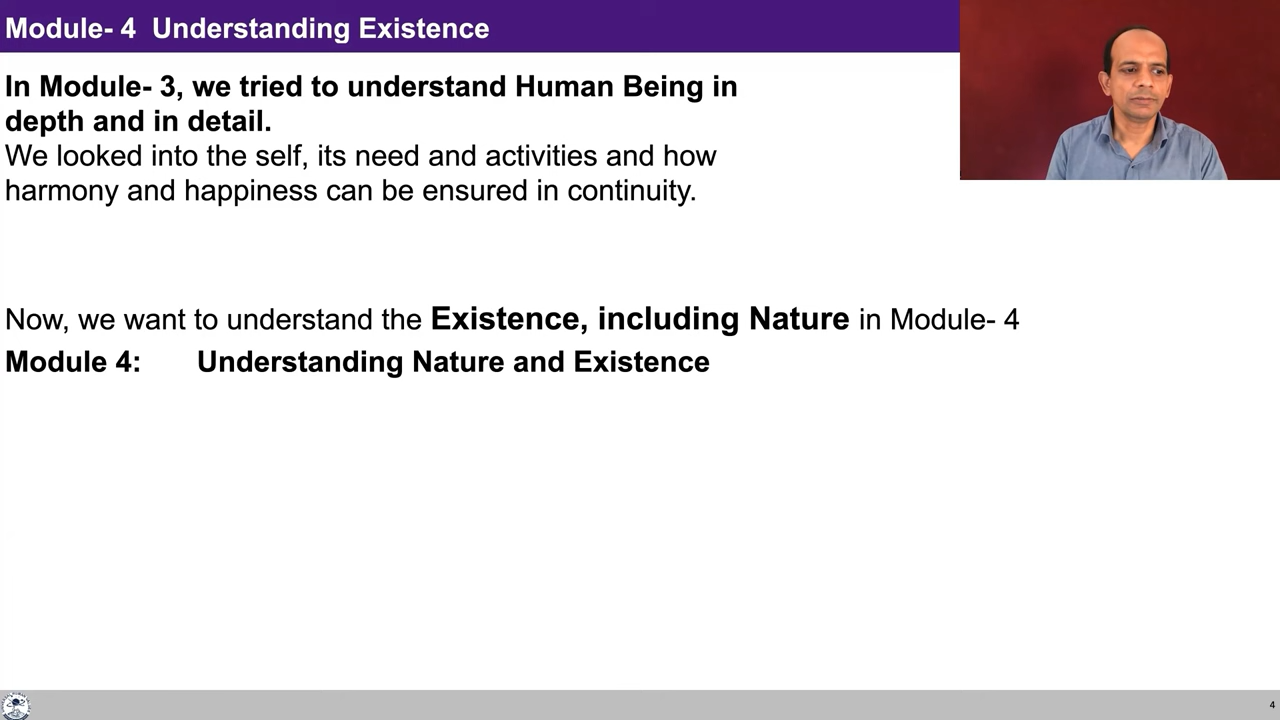 Module- 4 Understanding Existence
In Module- 3, we tried to understand Human Being in
depth and in detail.
We looked into the self, its need and activities and how
harmony and happiness can be ensured in continuity.
Now, we want to understand the Existence, including Nature in Module- 4
Module 4: Understanding Nature and Existence
4